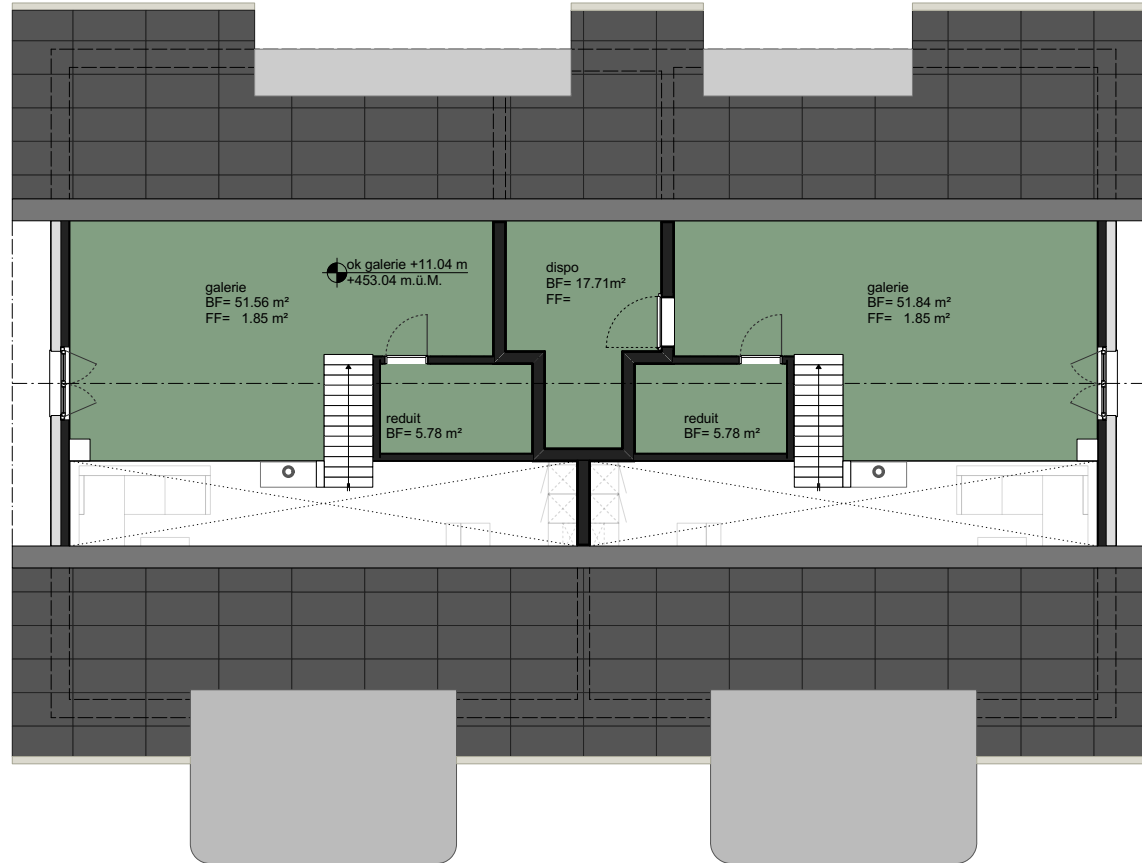 ok galerie +11.04 m
+453.04 m.ü.M.
galerie
BF= 51.56 m²
FF= 1.85 m²
dispo
BF= 17.71m²
FF=
galerie
BF= 51.84 m²
FF= 1.85 m²
reduit
BF= 5.78 m²
reduit
BF= 5.78 m²